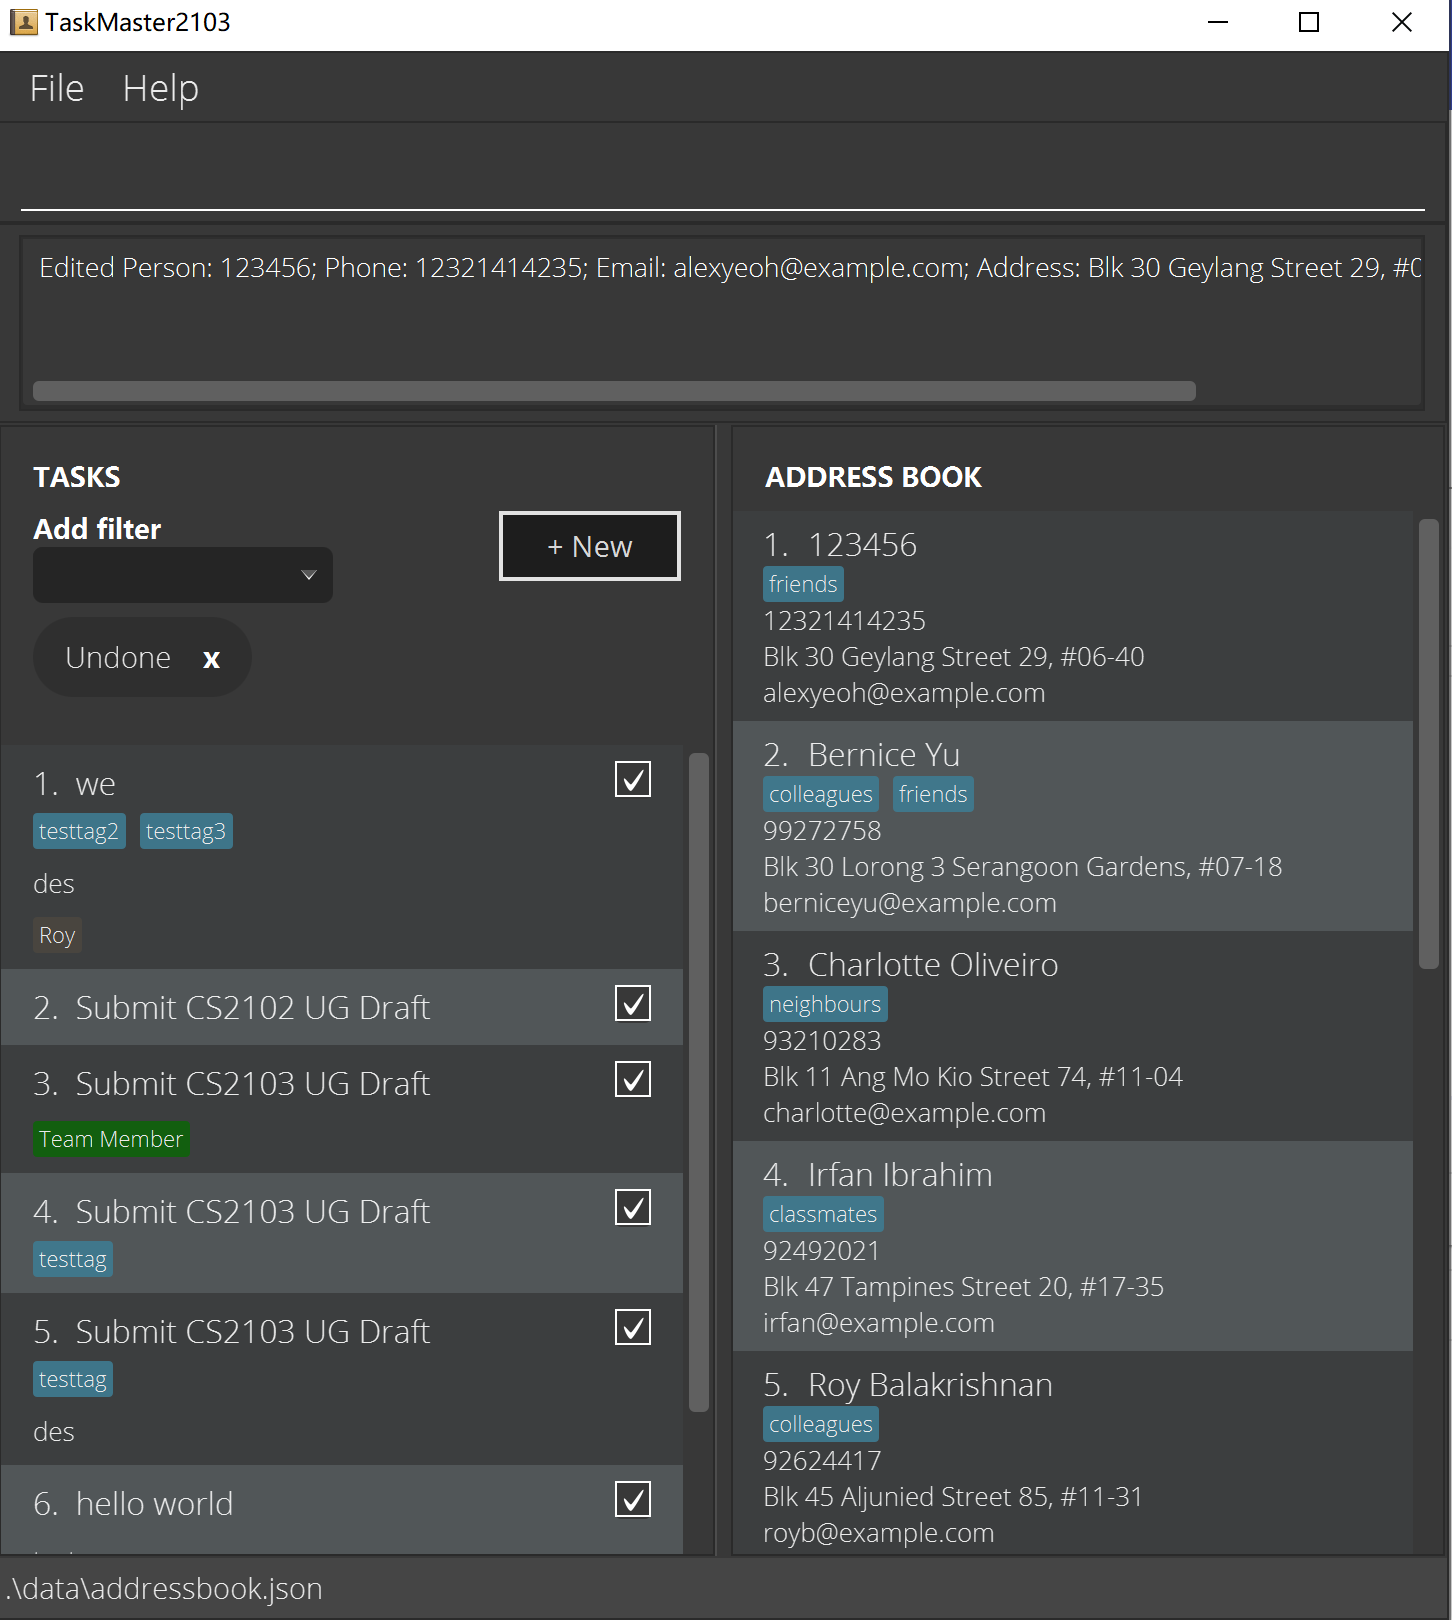 TaskMaster2103
File Help
Edited Person: 123456; Phone: 12321414235; Email: alexyeoh@example.com; Address: Blk 30 Geylang Street 29,
TASKS
Add filter
+ New
Undone x
1. we
testtag2 testtag3
des
Roy
2. Submit CS2102 UG Draft
3. Submit CS2103 UG Draft
Team Member
4. Submit CS2103 UG Draft
testtag
5. Submit CS2103 UG Draft
testtag
des
6. hello world
ADDRESS BOOK
1. 123456
friends
12321414235
Blk 30 Geylang Street 29, #06-40
alexyeoh@example.com
2. Bernice Yu
colleagues friends
99272758
Blk 30 Lorong 3 Serangoon Gardens, #07-18
berniceyu@example.com
3. Charlotte Oliveiro
neighbours
93210283
Blk 11 Ang Mo Kio Street 74, #11-04
charlotte@example.com
4. Irfan Ibrahim
classmates
92492021
Blk 47 Tampines Street 20, #17-35
irfan@example.com
5. Roy Balakrishnan
colleagues
92624417
Blk 45 Aljunied Street 85, #11-31
royb@example.com
.\data\addressbook.json